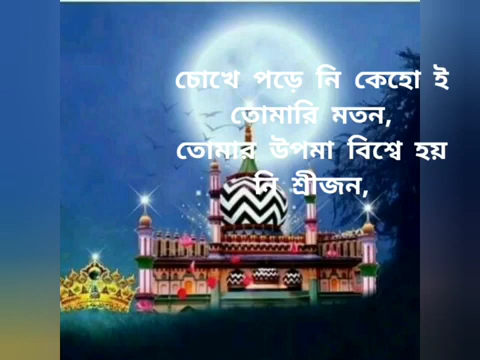 চোখে পড়ে নি কেহো ই
তোমারি মতন,
তোমার উপমা বিশ্বে হয়
নি শ্রীজন,